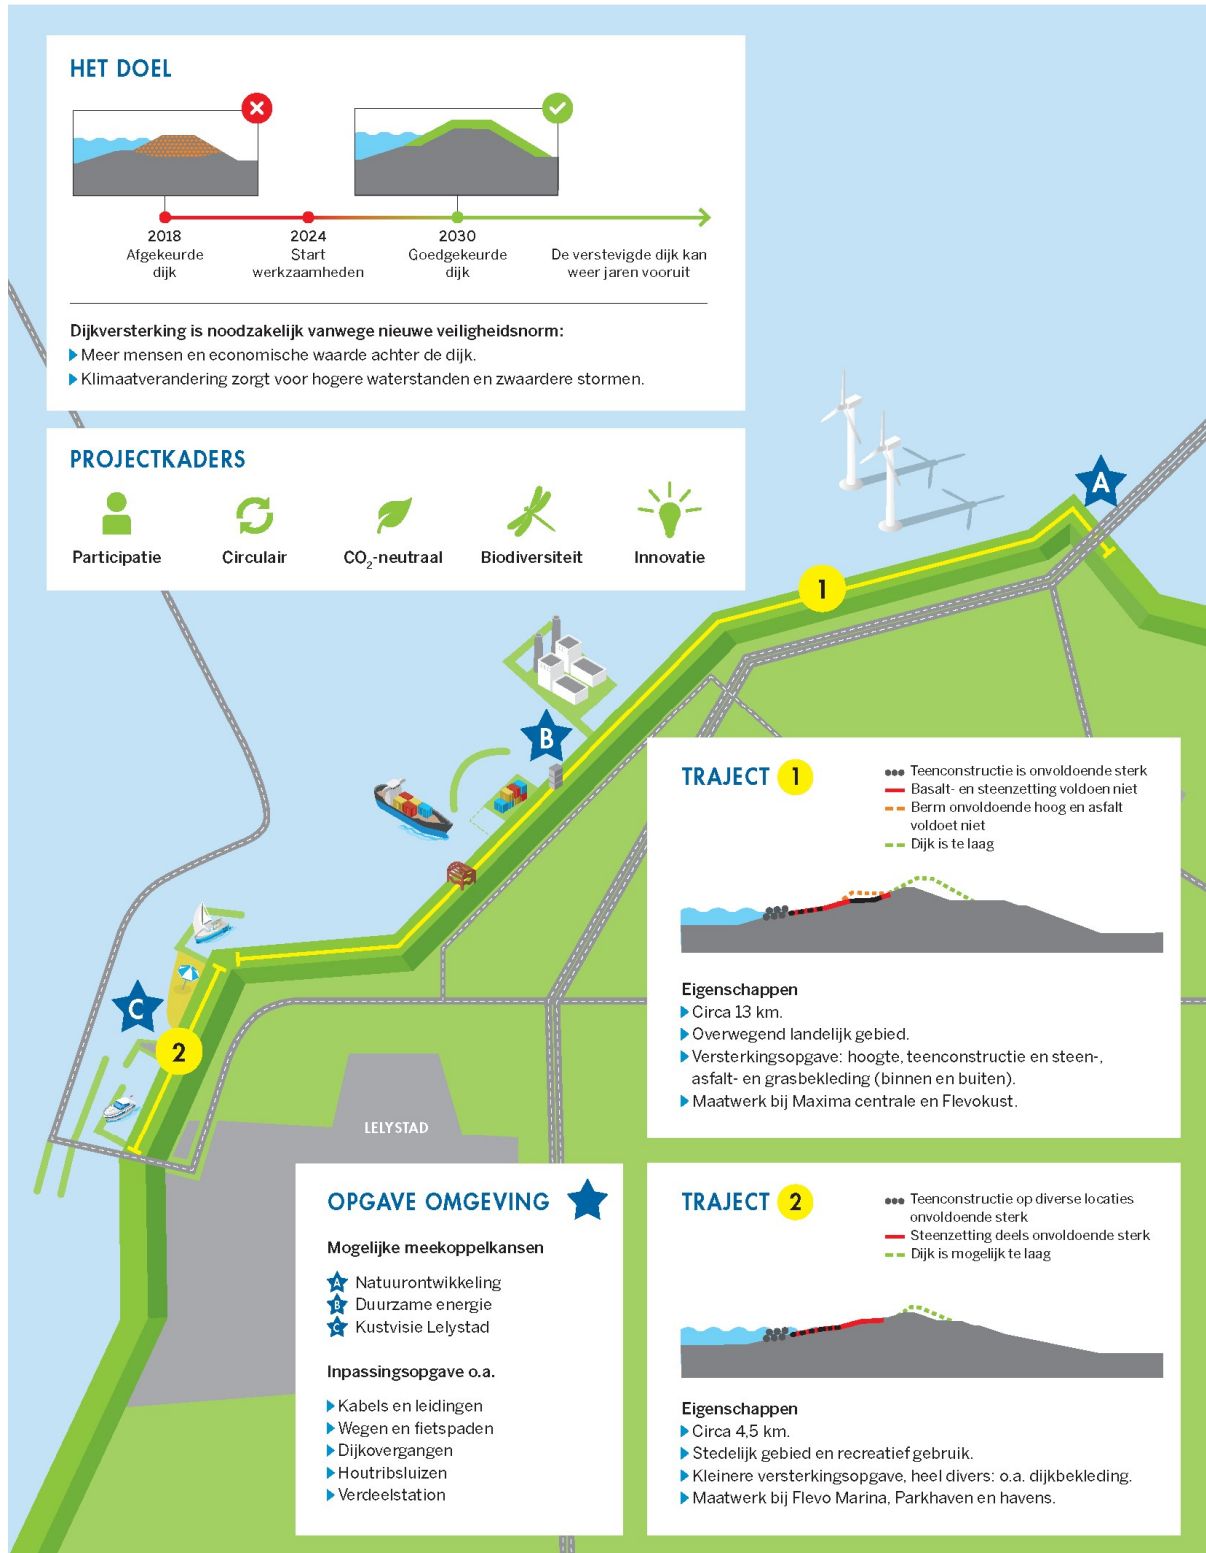 HET DOEL
2018
Afgekeurde
dijk
2024
Start
werkzaamheden
2030
Goedgekeurde
dijk
De verstevigde dijk kan
weer jaren vooruit
Dijkversterking is noodzakelijk vanwege nieuwe veiligheidsnorm:
Meer mensen en economische waarde achter de dijk.
Klimaatverandering zorgt voor hogere waterstanden en zwaardere stormen.
PROJECTKADERS
Participatie
Circulair
CO₂-neutraal
Biodiversiteit
Innovatie
A
1
B
C
2
LELYSTAD
TRAJECT 1
Teenconstructie is onvoldoende sterk
Basalt- en steenzetting voldoen niet
Berm onvoldoende hoog en asfalt
voldoet niet
Dijk is te laag
Eigenschappen
Circa 13 km.
Overwegend landelijk gebied.
Versterkingsopgave: hoogte, teenconstructie en steen-,
asfalt- en grasbekleding (binnen en buiten).
Maatwerk bij Maxima centrale en Flevokust.
OPGAVE OMGEVING
Mogelijke meekoppelkansen
A Natuurontwikkeling
B Duurzame energie
C Kustvisie Lelystad
Inpassingsopgave o.a.
Kabels en leidingen
Wegen en fietspaden
Dijkovergangen
Houtribsluizen
Verdeelstation
TRAJECT 2
Teenconstructie op diverse locaties
onvoldoende sterk
Steenzetting deels onvoldoende sterk
Dijk is mogelijk te laag
Eigenschappen
Circa 4,5 km.
Stedelijk gebied en recreatief gebruik.
Kleinere versterkingsopgave, heel divers: o.a. dijkbekleding.
Maatwerk bij Flevo Marina, Parkhaven en havens.